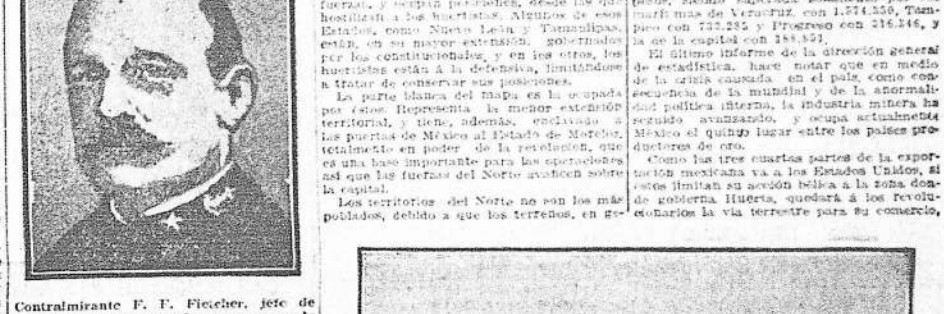 fuerzan, y ocupan posiciones, desde las que
hostilizan a los huertistas. Algunos de esos
Estados, como Nuevo León y Tamaulipas,
están, en su mayor extensión, gobernados
por los constitucionales, y en los otros, los
huertistas están á la defensiva, limitándose
a tratar de conservar sus posiciones.
La parte blanca del mapa es la ocupada
por éstos. Representa la menor extensión
territorial, y tiene, además, enclavado a
las puertas de México al Estado de Morelos,
totalmente en poder de la revolución, que
es una base importante para las operaciones
así que las fuerzas del Norte avancen sobre
la capital.
Los territorios del Norte no son los más
poblados, debido a que los terrenos, en ge-
marítimas de Veracruz, con 1.574.250, Tam-
pico con 732.285 y Progreso con 216.246, y
la de la capital con
El último informe de la dirección general
de estadística, hace notar que en medio
de la crisis causada en el país, como con-
secuencia de la mundial y de la anormali-
dad política interna, la industria minera ha
seguido avanzando, y ocupa actualmente
México el quinto lugar entre los países pro-
ductores de oro.
Como las tres cuartas partes de la expor-
tación mexicana va a los Estados Unidos, si
éstos limitan su acción bélica á la zona don-
de gobierna Huerta, quedará á los revolu-
cionarios la vía terrestre para su comercio,
Contralmirante F. F. Fletcher, jefe de